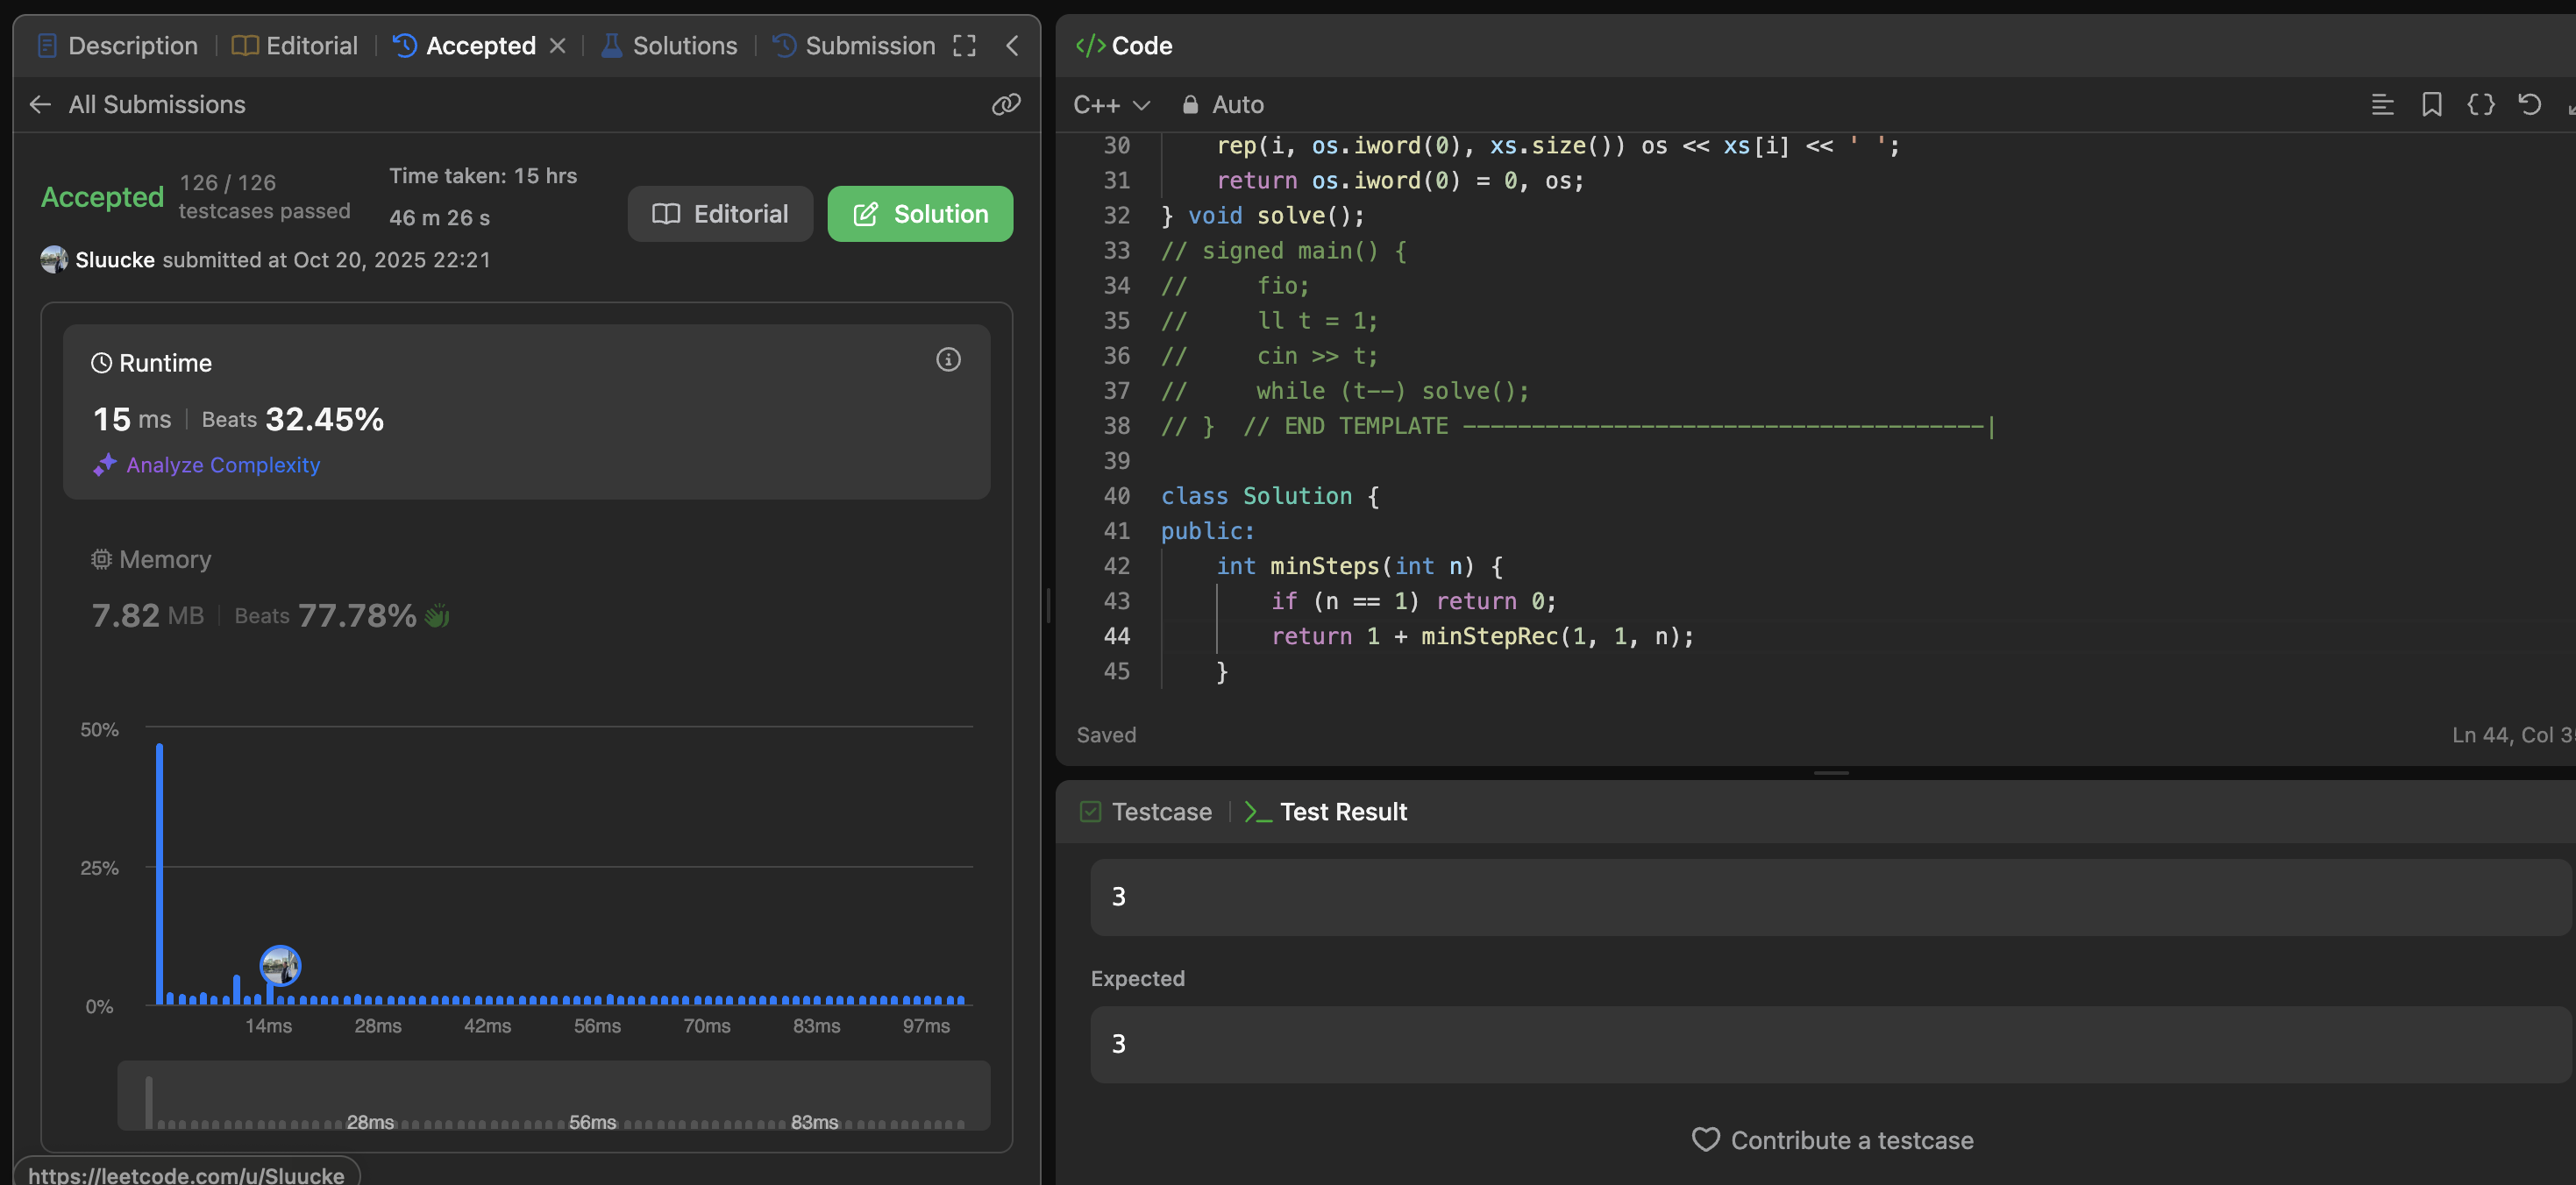 Description
Editorial
Accepted
Solutions
Submission
All Submissions
Accepted
126 / 126
testcases passed
Time taken: 15 hrs
46 m 26 s
Editorial
Solution
Sluucke submitted at Oct 20, 2025 22:21
Runtime
15 ms | Beats 32.45%
Analyze Complexity
Memory
7.82 MB | Beats 77.78%
50%
25%
0%
14ms 28ms 42ms 56ms 70ms 83ms 97ms
28ms 56ms 83ms
https://leetcode.com/u/Sluucke
</> Code
C++ Auto
30 rep(i, os.iword(0), xs.size()) os << xs[i] << ' ';
31 return os.iword(0) = 0, os;
32 } void solve();
33 // signed main() {
34 //     fio;
35 //     ll t = 1;
36 //     cin >> t;
37 //     while (t--) solve();
38 // }  // END TEMPLATE --------------------------------------|
39
40 class Solution {
41 public:
42     int minSteps(int n) {
43         if (n == 1) return 0;
44         return 1 + minStepRec(1, 1, n);
45     }
Saved
Ln 44, Col
Testcase
Test Result
3
Expected
3
Contribute a testcase